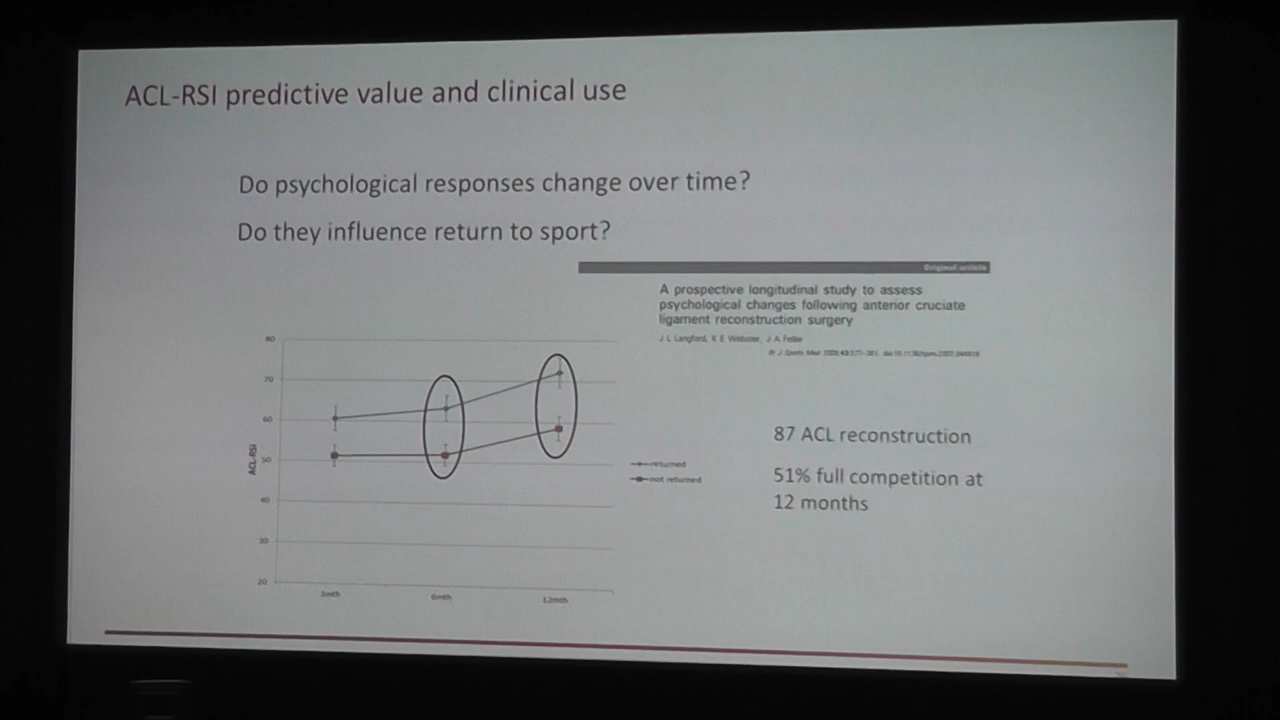 ACL-RSI predictive value and clinical use
Do psychological responses change over time?
Do they influence return to sport?
Original article
A prospective longitudinal study to assess
psychological changes following anterior cruciate
ligament reconstruction surgery
J L Langford, K E Webster, J A Feller
80
70
60
50
40
30
20
ACL-RSI
3mth
6mth
12mth
returned
not returned
87 ACL reconstruction
51% full competition at
12 months